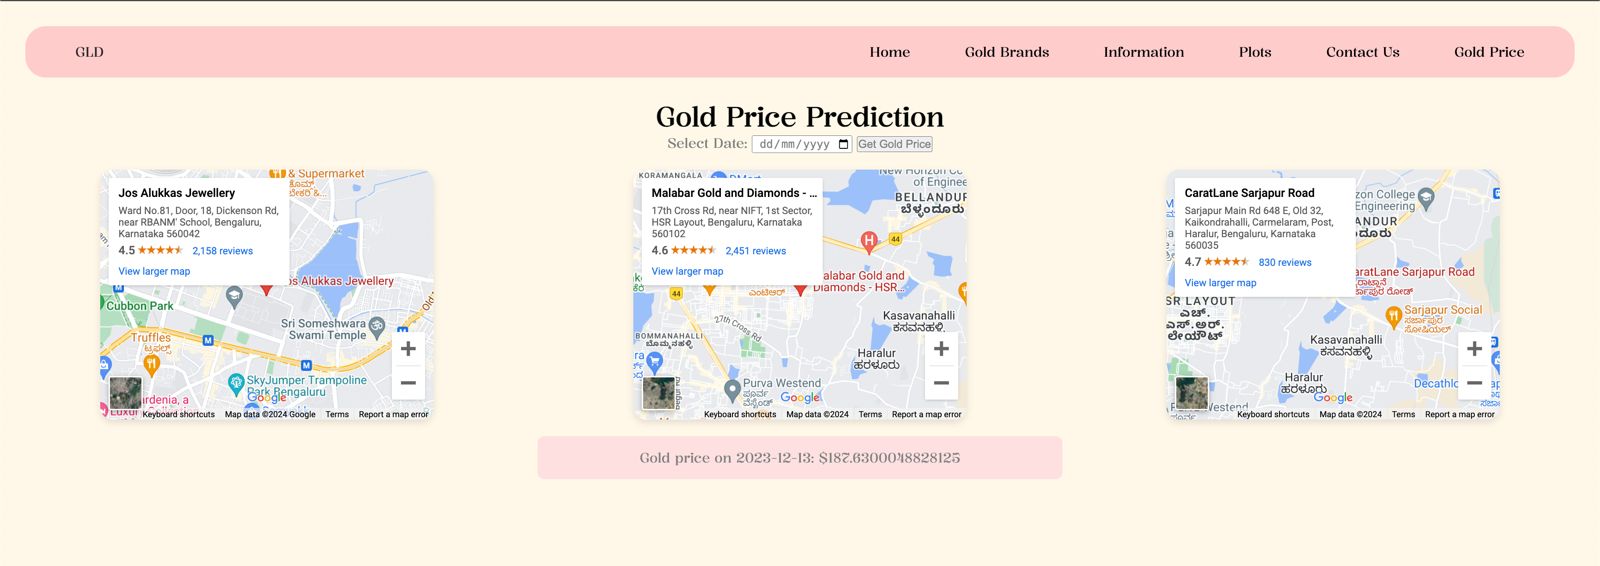 GLD
Home
Gold Brands
Information
Plots
Contact Us
Gold Price
Gold Price Prediction
Select Date: dd/mm/yyyy Get Gold Price
& Supermarket
Jos Alukkas Jewellery
Ward No.81, Door, 18, Dickenson Rd,
near RBANM' School, Bengaluru,
Karnataka 560042
4.5 2,158 reviews
View larger map
Jos Alukkas Jewellery
Cubbon Park
M
Sri Someshwara
Swami Temple
M
Truffles
ಟ್ರಫಲ್ಸ್
M
SkyJumper Trampoline
Park Bengaluru
Google
Keyboard shortcuts Map data ©2024 Google Terms Report a map error
KORAMANGALA
New Horizon
of Enginee
BELLANDUR
ಬೆಳ್ಳಂದೂರು
Malabar Gold and Diamonds - ...
17th Cross Rd, near NIFT, 1st Sector,
HSR Layout, Bengaluru, Karnataka
560102
4.6 2,451 reviews
View larger map
H
44
Malabar Gold and
Diamonds - HSR...
44
27th Cross Rd
Kasavanahalli
ಕಸವನಹಳ್ಳಿ
BOMMANAHALLI
ಬೊಮ್ಮನಹಳ್ಳಿ
Haralur
ಹರಳೂರು
Purva Westend
ಪೂರ್ವ
ವೆಸ್ಟೆಂಡ್
Google
Keyboard shortcuts Map data ©2024 Terms Report a map error
College
Engineering
CaratLane Sarjapur Road
Sarjapur Main Rd 648 E, Old 32,
Kaikondrahalli, Carmelaram, Post,
Haralur, Bengaluru, Karnataka
560035
4.7 830 reviews
View larger map
CaratLane Sarjapur Road
HSR LAYOUT
ಎಚ್.
ಎಸ್.ಆರ್.
ಲೇಯೌಟ್
Sarjapur Social
ಸರ್ಜಾಪುರ
ಸೋಷಿಯಲ್
Kasavanahalli
ಕಸವನಹಳ್ಳಿ
Haralur
ಹರಳೂರು
Decathlo
Westend
Google
Keyboard shortcuts Map data ©2024 Terms Report a map error
Gold price on 2023-12-13: $187.6300048828125